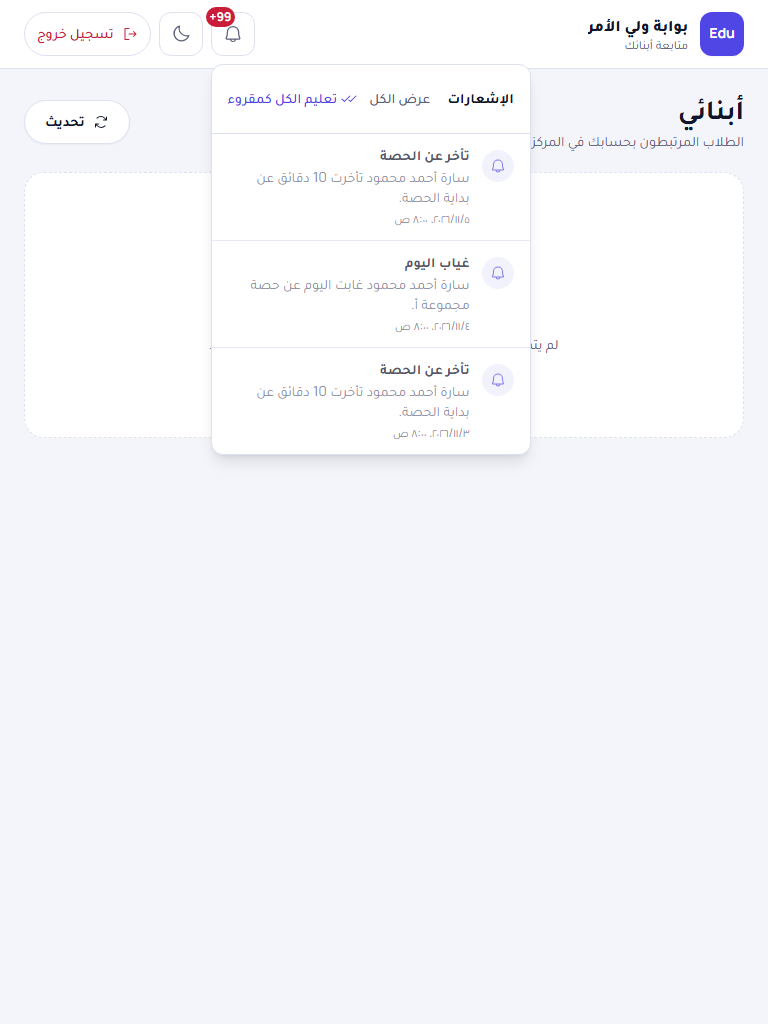 Edu
بوابة ولي الأمر
متابعة أبنائك
99+
تسجيل خروج
أبنائي
الطلاب المرتبطون بحسابك في المركز
تحديث
الإشعارات
عرض الكل
تعليم الكل كمقروء
تأخر عن الحصة
سارة أحمد محمود تأخرت 10 دقائق عن
بداية الحصة.
٥‏/١١‏/٢٠٢٦، ٨:٠٠ ص
غياب اليوم
سارة أحمد محمود غابت اليوم عن حصة
مجموعة أ.
٤‏/١١‏/٢٠٢٦، ٨:٠٠ ص
لم
تأخر عن الحصة
سارة أحمد محمود تأخرت 10 دقائق عن
بداية الحصة.
٣‏/١١‏/٢٠٢٦، ٨:٠٠ ص